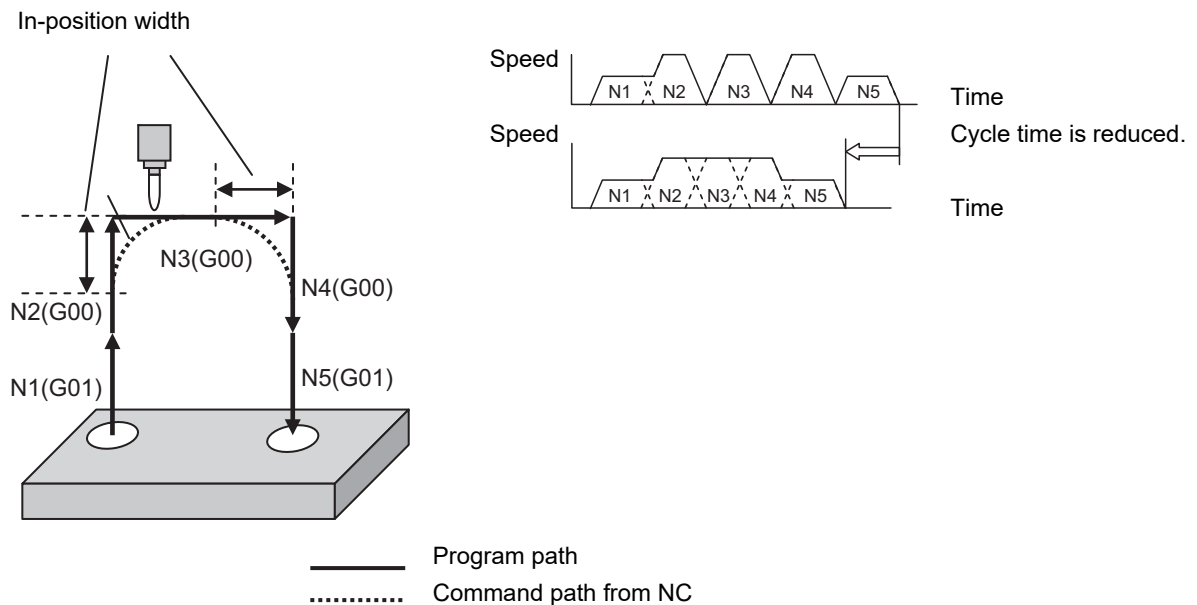 In-position width
N3(G00)
N2(G00)
N4(G00)
N1(G01)
N5(G01)
Speed
N1 N2 N3 N4 N5
Time
Cycle time is reduced.
Speed
N1 N2 N3 N4 N5
Time
Program path
Command path from NC